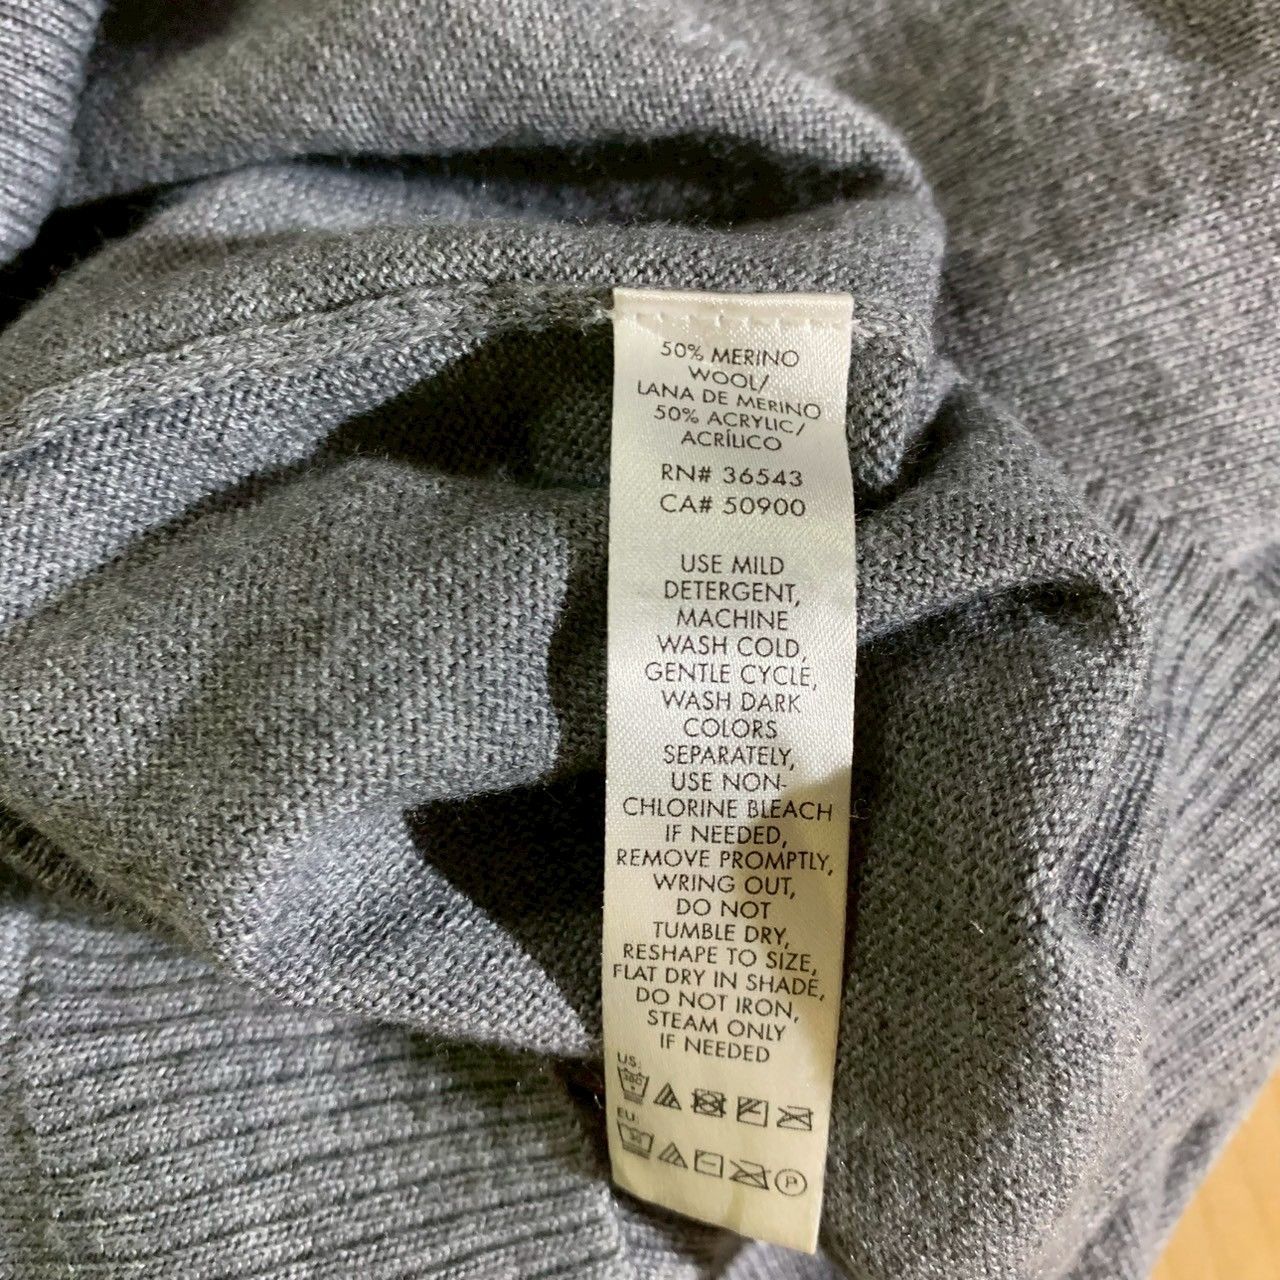 50% MERINO
WOOL/
LANA DE MERINO
50% ACRYLIC/
ACRÍLICO
RN# 36543
CA# 50900
USE MILD
DETERGENT,
MACHINE
WASH COLD,
GENTLE CYCLE,
WASH DARK
COLORS
SEPARATELY,
USE NON-
CHLORINE BLEACH
IF NEEDED,
REMOVE PROMPTLY,
WRING OUT,
DO NOT
TUMBLE DRY,
RESHAPE TO SIZE,
FLAT DRY IN SHADE,
DO NOT IRON,
STEAM ONLY
IF NEEDED
US:
EU:
P